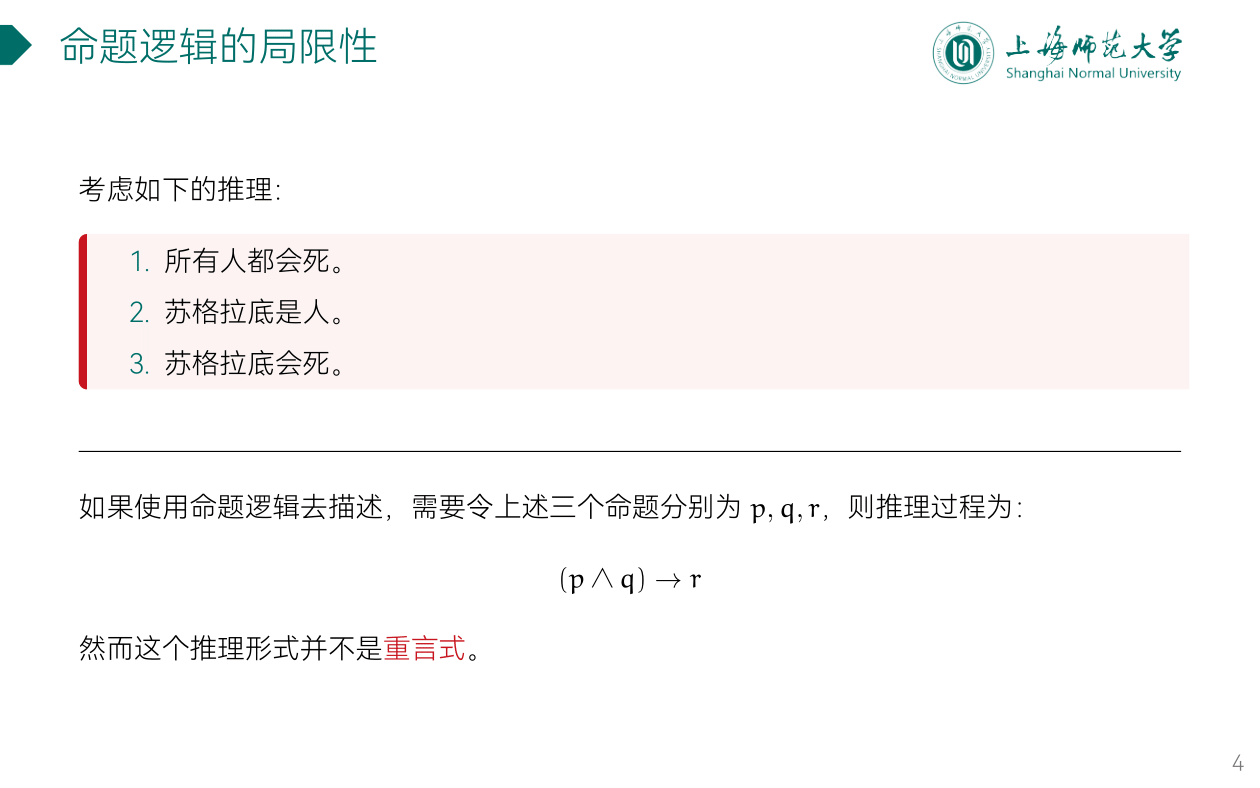 命题逻辑的局限性
上海师范大学
Shanghai Normal University
考虑如下的推理：
1. 所有人都会死。
2. 苏格拉底是人。
3. 苏格拉底会死。
如果使用命题逻辑去描述，需要令上述三个命题分别为 p, q, r，则推理过程为：
(p ∧ q) → r
然而这个推理形式并不是重言式。
4